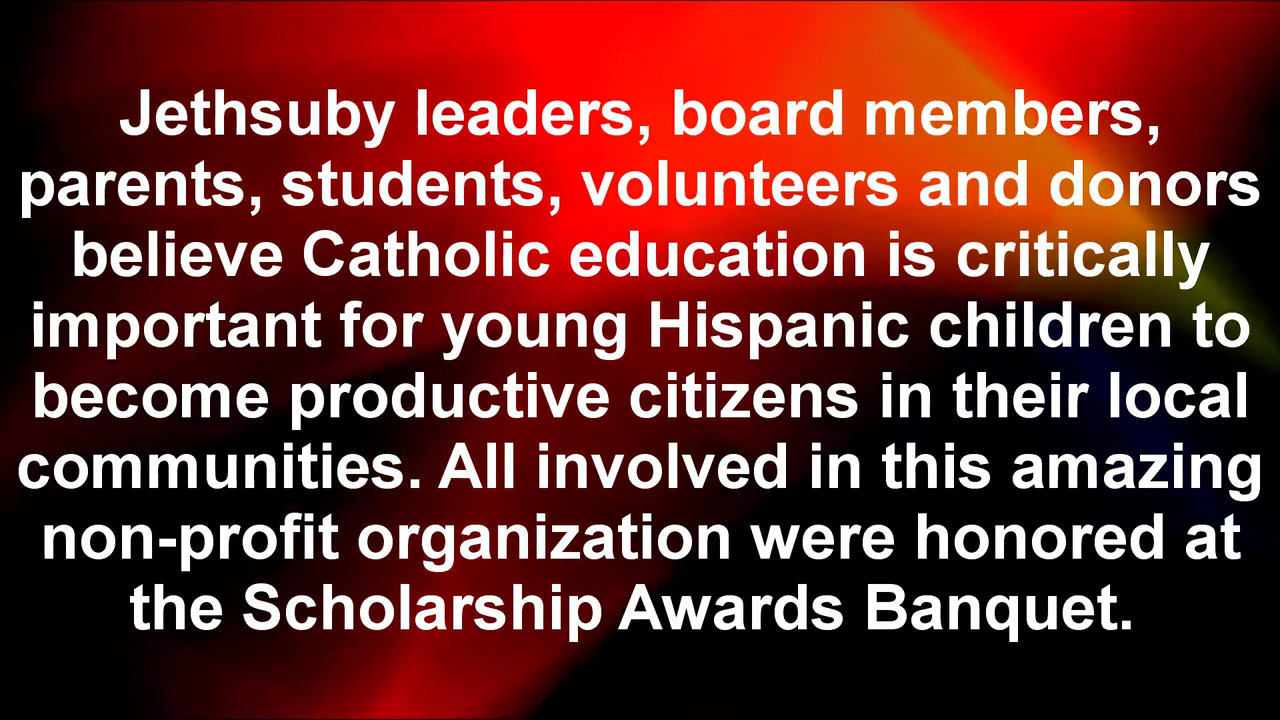 Jethsuby leaders, board members,
parents, students, volunteers and donors
believe Catholic education is critically
important for young Hispanic children to
become productive citizens in their local
communities. All involved in this amazing
non-profit organization were honored at
the Scholarship Awards Banquet.